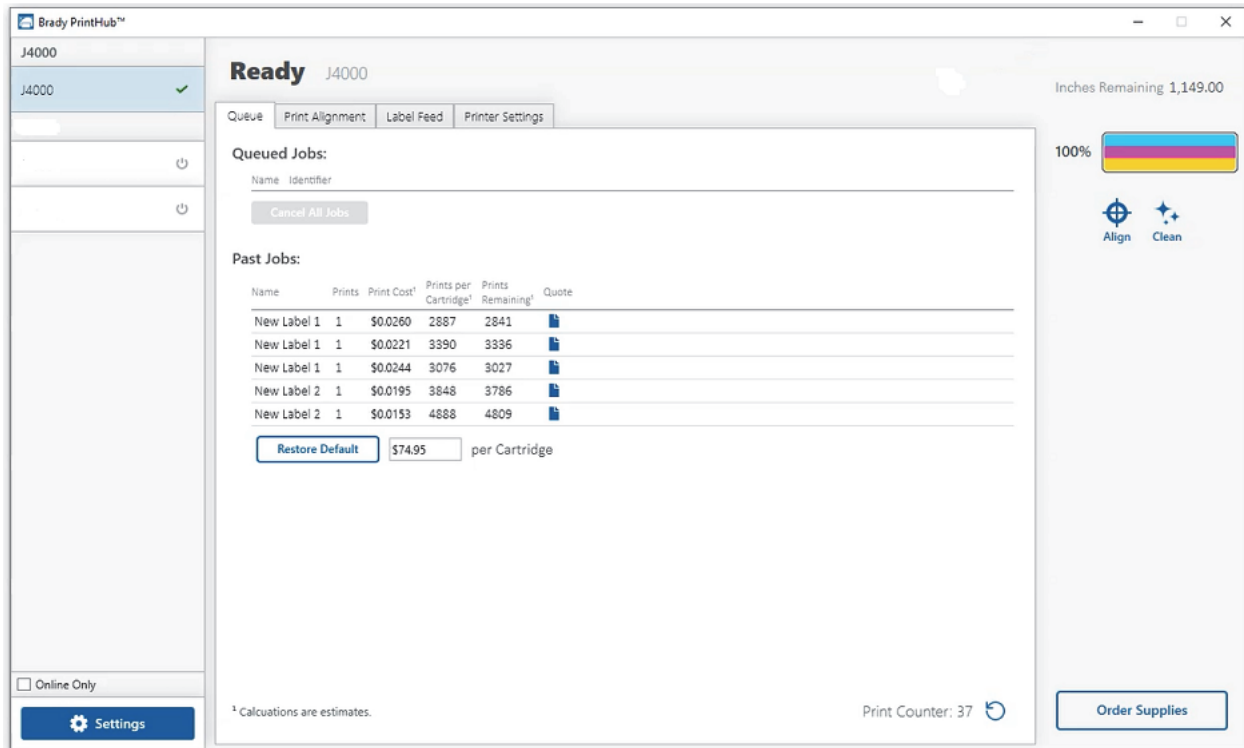 Brady PrintHub™
J4000
J4000
Online Only
Settings
Ready J4000
Queue Print Alignment Label Feed Printer Settings
Queued Jobs:
Name Identifier
Cancel All Jobs
Past Jobs:
Name Prints Print Cost¹ Prints per Cartridge¹ Prints Remaining¹ Quote
New Label 1 1 $0.0260 2887 2841
New Label 1 1 $0.0221 3390 3336
New Label 1 1 $0.0244 3076 3027
New Label 2 1 $0.0195 3848 3786
New Label 2 1 $0.0153 4888 4809
Restore Default $74.95 per Cartridge
¹ Calcuations are estimates.
Print Counter: 37
Inches Remaining 1,149.00
100%
Align Clean
Order Supplies